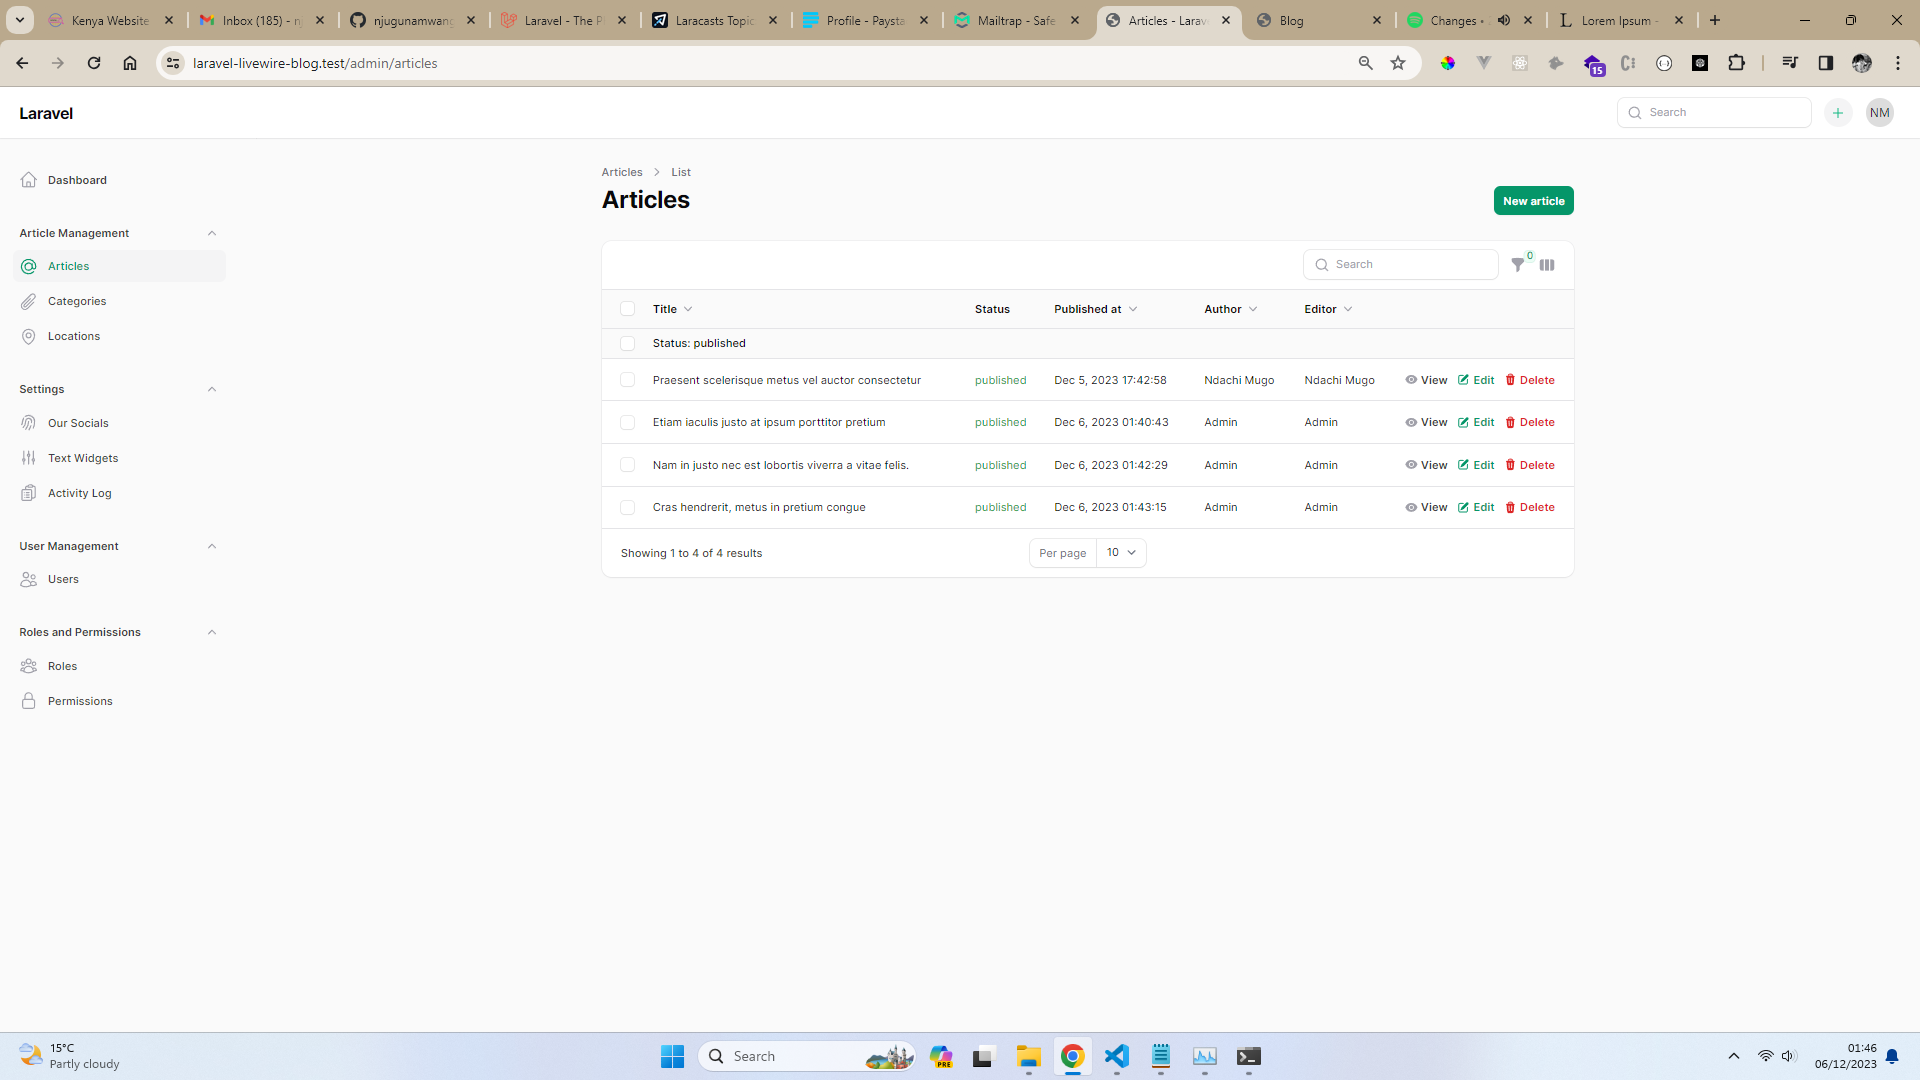 Kenya Website
Inbox (185) - nj
njugunamwang
Laravel - The P
Laracasts Topic
Profile - Paysta
Mailtrap - Safe
Articles - Larav
Blog
Changes •
Lorem Ipsum -
laravel-livewire-blog.test/admin/articles
15
Laravel
Search
NM
Dashboard
Article Management
Articles
Categories
Locations
Settings
Our Socials
Text Widgets
Activity Log
User Management
Users
Roles and Permissions
Roles
Permissions
Articles > List
Articles
New article
Search
0
Title Status Published at Author Editor
Status: published
Praesent scelerisque metus vel auctor consectetur published Dec 5, 2023 17:42:58 Ndachi Mugo Ndachi Mugo View Edit Delete
Etiam iaculis justo at ipsum porttitor pretium published Dec 6, 2023 01:40:43 Admin Admin View Edit Delete
Nam in justo nec est lobortis viverra a vitae felis. published Dec 6, 2023 01:42:29 Admin Admin View Edit Delete
Cras hendrerit, metus in pretium congue published Dec 6, 2023 01:43:15 Admin Admin View Edit Delete
Showing 1 to 4 of 4 results
Per page 10
15°C
Partly cloudy
Search
PRE
01:46
06/12/2023